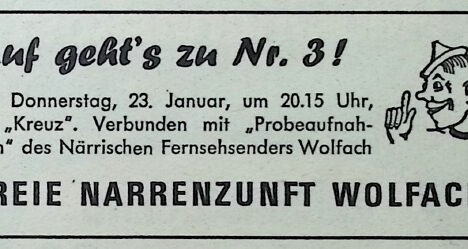 uf geht's zu Nr. 3!
Donnerstag, 23. Januar, um 20.15 Uhr,
„Kreuz". Verbunden mit „Probeaufnah-
n" des Närrischen Fernsehsenders Wolfach
REIE NARRENZUNFT WOLFAC